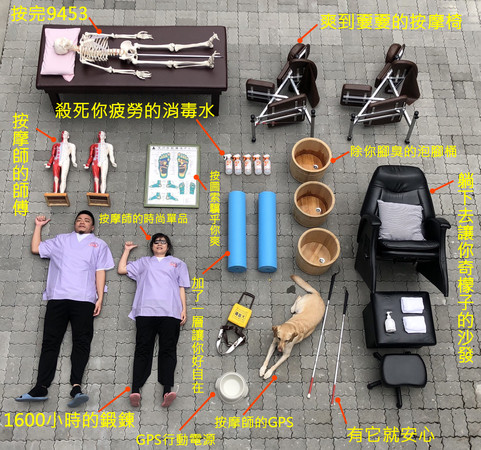 按完9453
爽到嫑嫑的按摩椅
殺死你疲勞的消毒水
按摩師的師傅
按圖索驥乎你爽
除你腳臭的泡腳桶
躺下去讓你奇檬子的沙發
按摩師的時尚單品
加了一層讓你好自在
1600小時的鍛鍊
GPS行動電源
按摩師的GPS
有它就安心